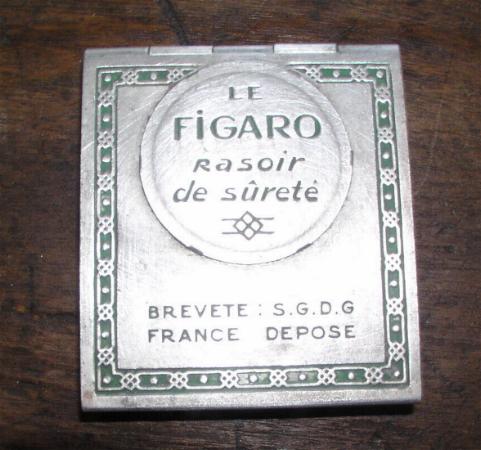 LE
FiGARO
RASOiR
de sûreté
BREVETE : S.G.D.G
FRANCE DEPOSE